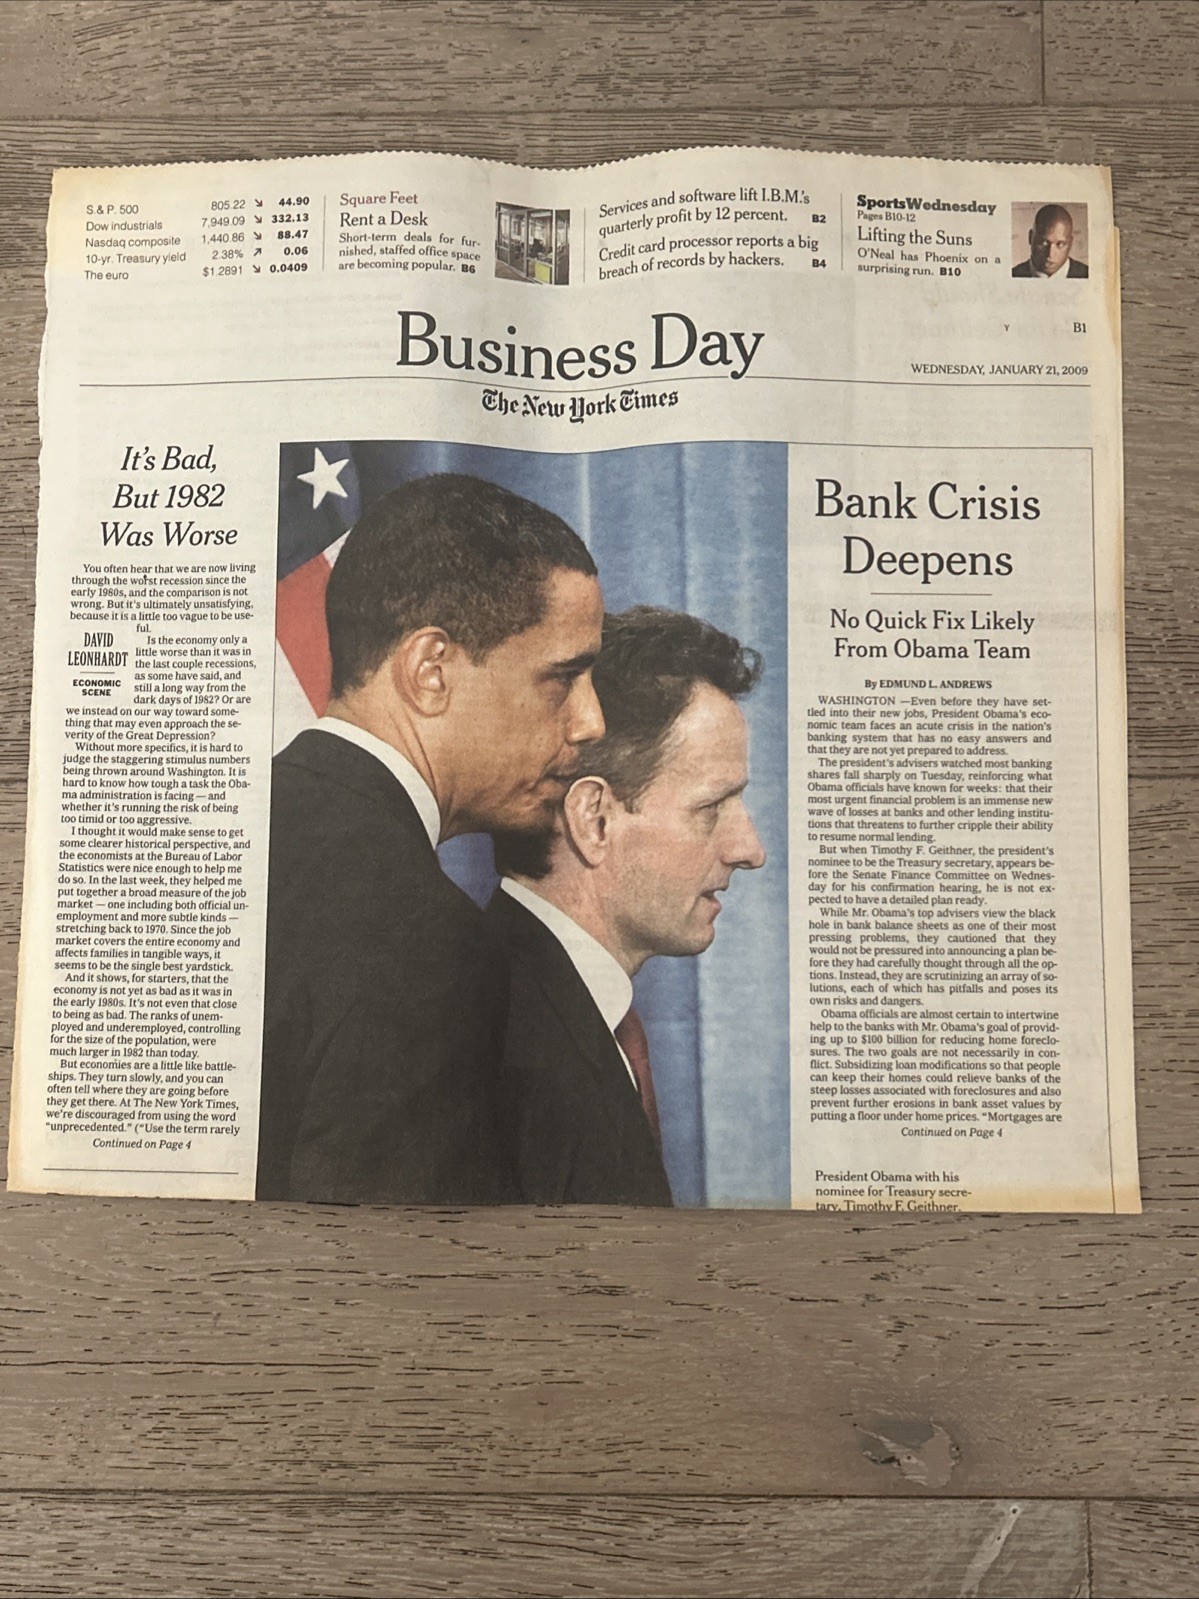 S.& P. 500 805.22 ↘ 44.90
Dow industrials 7,949.09 ↘ 332.13
Nasdaq composite 1,440.86 ↘ 88.47
10-yr. Treasury yield 2.38% ↗ 0.06
The euro $1.2891 ↘ 0.0409
Square Feet
Rent a Desk
Short-term deals for fur-
nished, staffed office space
are becoming popular. B6
Services and software lift I.B.M.'s
quarterly profit by 12 percent. B2
Credit card processor reports a big
breach of records by hackers. B4
SportsWednesday
Pages B10-12
Lifting the Suns
O'Neal has Phoenix on a
surprising run. B10
Y B1
Business Day
WEDNESDAY, JANUARY 21, 2009
The New York Times
It's Bad,
But 1982
Was Worse
You often hear that we are now living
through the worst recession since the
early 1980s, and the comparison is not
wrong. But it's ultimately unsatisfying,
because it is a little too vague to be use-
ful.
DAVID
LEONHARDT
ECONOMIC
SCENE
Is the economy only a
little worse than it was in
the last couple recessions,
as some have said, and
still a long way from the
dark days of 1982? Or are
we instead on our way toward some-
thing that may even approach the se-
verity of the Great Depression?
Without more specifics, it is hard to
judge the staggering stimulus numbers
being thrown around Washington. It is
hard to know how tough a task the Oba-
ma administration is facing — and
whether it's running the risk of being
too timid or too aggressive.
I thought it would make sense to get
some clearer historical perspective, and
the economists at the Bureau of Labor
Statistics were nice enough to help me
do so. In the last week, they helped me
put together a broad measure of the job
market — one including both official un-
employment and more subtle kinds —
stretching back to 1970. Since the job
market covers the entire economy and
affects families in tangible ways, it
seems to be the single best yardstick.
And it shows, for starters, that the
economy is not yet as bad as it was in
the early 1980s. It's not even that close
to being as bad. The ranks of unem-
ployed and underemployed, controlling
for the size of the population, were
much larger in 1982 than today.
But economies are a little like battle-
ships. They turn slowly, and you can
often tell where they are going before
they get there. At The New York Times,
we're discouraged from using the word
"unprecedented." ("Use the term rarely
Continued on Page 4
Bank Crisis
Deepens
No Quick Fix Likely
From Obama Team
By EDMUND L. ANDREWS
WASHINGTON —Even before they have set-
tled into their new jobs, President Obama's eco-
nomic team faces an acute crisis in the nation's
banking system that has no easy answers and
that they are not yet prepared to address.
The president's advisers watched most banking
shares fall sharply on Tuesday, reinforcing what
Obama officials have known for weeks: that their
most urgent financial problem is an immense new
wave of losses at banks and other lending institu-
tions that threatens to further cripple their ability
to resume normal lending.
But when Timothy F. Geithner, the president's
nominee to be the Treasury secretary, appears be-
fore the Senate Finance Committee on Wednes-
day for his confirmation hearing, he is not ex-
pected to have a detailed plan ready.
While Mr. Obama's top advisers view the black
hole in bank balance sheets as one of their most
pressing problems, they cautioned that they
would not be pressured into announcing a plan be-
fore they had carefully thought through all the op-
tions. Instead, they are scrutinizing an array of so-
lutions, each of which has pitfalls and poses its
own risks and dangers.
Obama officials are almost certain to intertwine
help to the banks with Mr. Obama's goal of provid-
ing up to $100 billion for reducing home foreclo-
sures. The two goals are not necessarily in con-
flict. Subsidizing loan modifications so that people
can keep their homes could relieve banks of the
steep losses associated with foreclosures and also
prevent further erosions in bank asset values by
putting a floor under home prices. "Mortgages are
Continued on Page 4
President Obama with his
nominee for Treasury secre-
tary, Timothy F. Geithner.